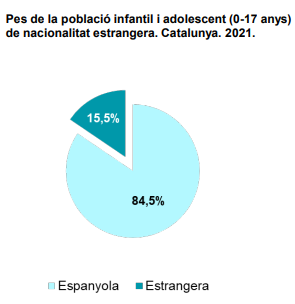 Pes de la població infantil i adolescent (0-17 anys)
de nacionalitat estrangera. Catalunya. 2021.
15,5%
84,5%
Espanyola
Estrangera